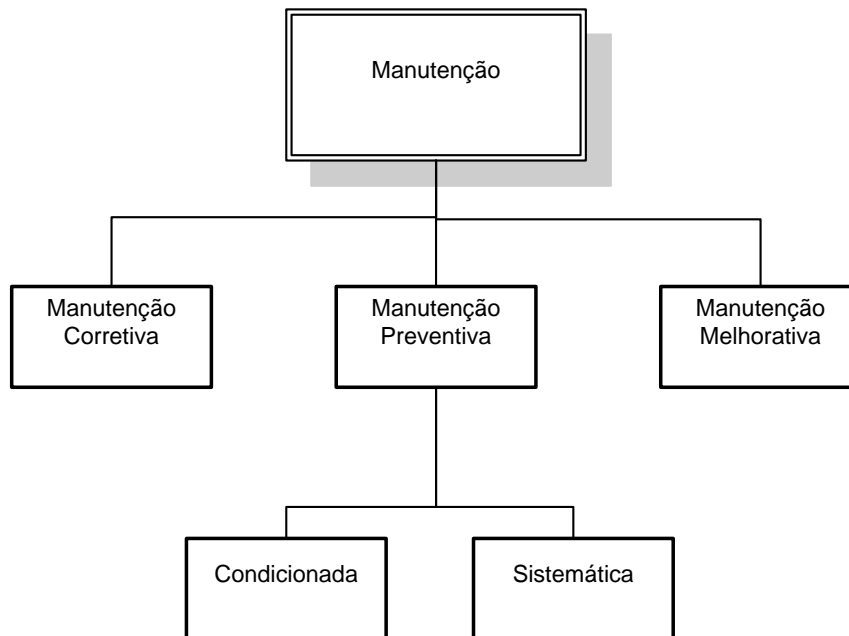 Manutenção
Manutenção
Corretiva
Manutenção
Preventiva
Manutenção
Melhorativa
Condicionada
Sistemática